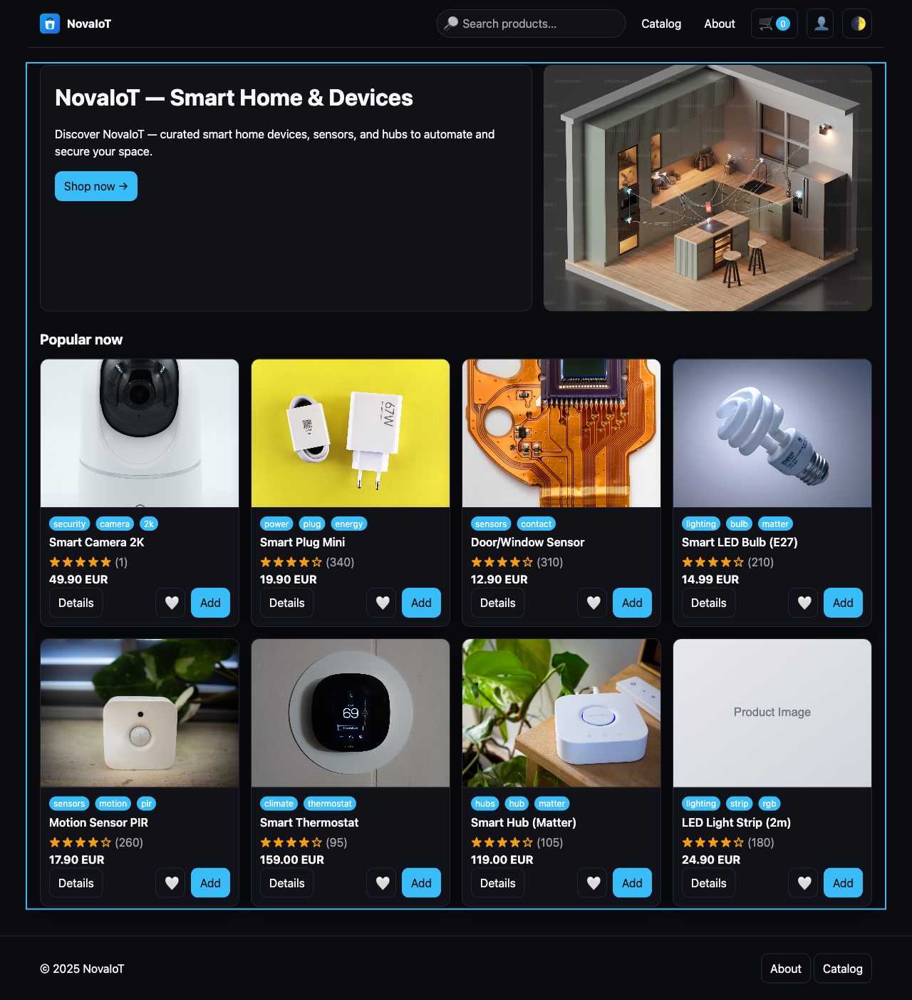 NovaIoT
Search products...
Catalog
About
0
NovaIoT — Smart Home & Devices
Discover NovaIoT — curated smart home devices, sensors, and hubs to automate and
secure your space.
Shop now →
Unsplash+
Popular now
67W
security camera 2k
Smart Camera 2K
★★★★★ (1)
49.90 EUR
Details
Add
power plug energy
Smart Plug Mini
★★★★☆ (340)
19.90 EUR
Details
Add
sensors contact
Door/Window Sensor
★★★★☆ (310)
12.90 EUR
Details
Add
lighting bulb matter
Smart LED Bulb (E27)
★★★★☆ (210)
14.99 EUR
Details
Add
sensors motion pir
Motion Sensor PIR
★★★★☆ (260)
17.90 EUR
Details
Add
69
climate thermostat
Smart Thermostat
★★★★☆ (95)
159.00 EUR
Details
Add
hubs hub matter
Smart Hub (Matter)
★★★★☆ (105)
119.00 EUR
Details
Add
Product Image
lighting strip rgb
LED Light Strip (2m)
★★★★☆ (180)
24.90 EUR
Details
Add
© 2025 NovaIoT
About
Catalog